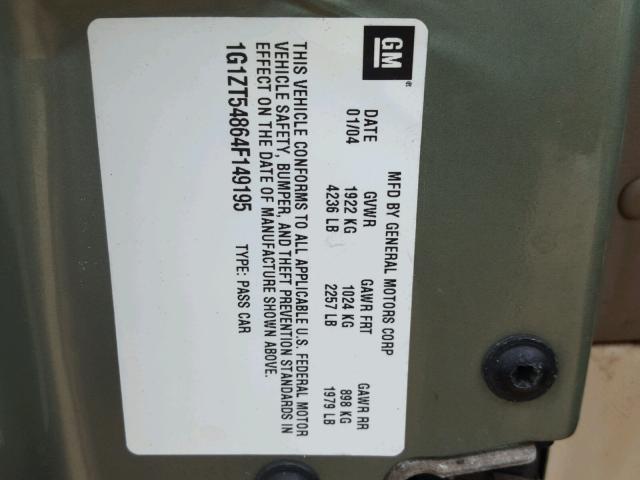 GM
MFD BY GENERAL MOTORS CORP
DATE GVWR GAWR FRT GAWR RR
01/04 1922 KG 1024 KG 898 KG
4236 LB 2257 LB 1979 LB
THIS VEHICLE CONFORMS TO ALL APPLICABLE U.S. FEDERAL MOTOR
VEHICLE SAFETY, BUMPER, AND THEFT PREVENTION STANDARDS IN
EFFECT ON THE DATE OF MANUFACTURE SHOWN ABOVE.
1G1ZT54864F149195 TYPE: PASS CAR